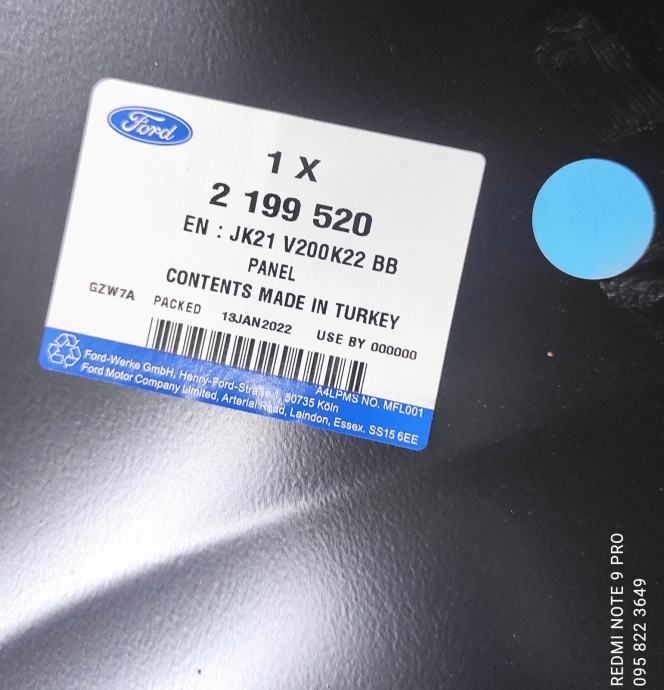 Ford
1 X
2 199 520
EN : JK21 V200K22 BB
PANEL
CONTENTS MADE IN TURKEY
GZW7A PACKED 13JAN2022 USE BY 000000
A4LPMS NO. MFL001
Ford-Werke GmbH, Henry-Ford-Straße 1, 50735 Köln
Ford Motor Company Limited, Arterial Road, Laindon, Essex. SS15 6EE
REDMI NOTE 9 PRO
095 822 3649